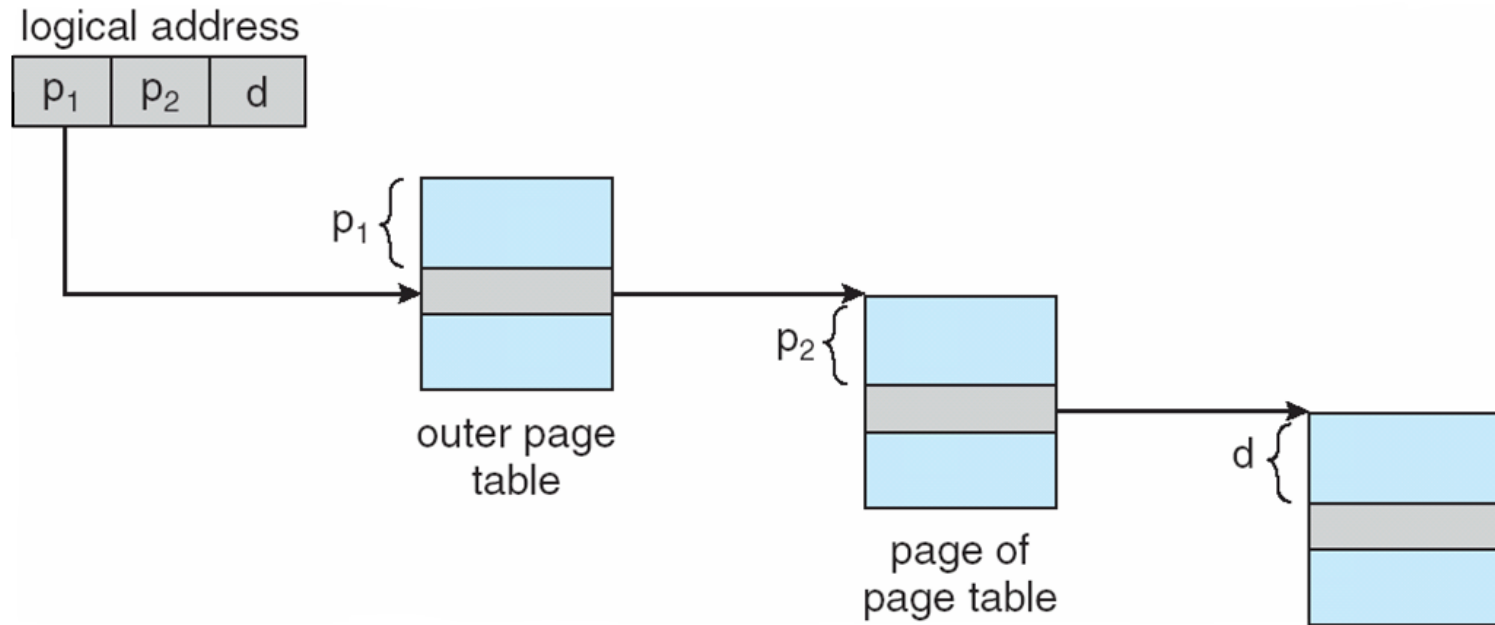 logical address
p₁ p₂ d
p₁
p₂
d
outer page
table
page of
page table